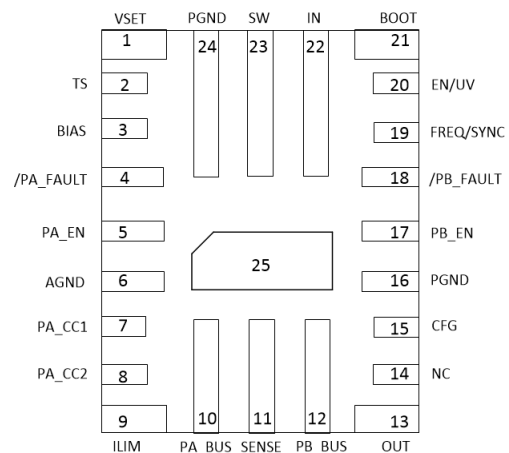 VSET PGND SW IN BOOT
1 24 23 22 21
TS 2 20 EN/UV
BIAS 3 19 FREQ/SYNC
/PA_FAULT 4 18 /PB_FAULT
PA_EN 5 17 PB_EN
25
AGND 6 16 PGND
PA_CC1 7 15 CFG
PA_CC2 8 14 NC
9 10 11 12 13
ILIM PA_BUS SENSE PB_BUS OUT